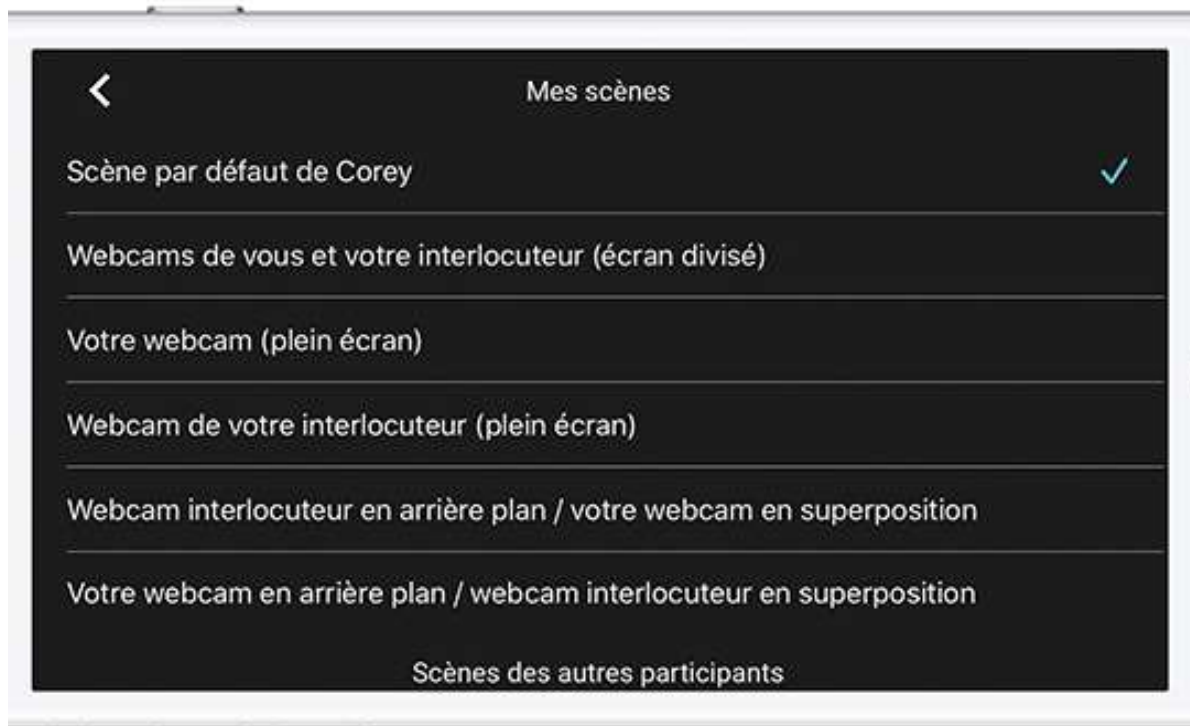 Mes scènes
Scène par défaut de Corey
Webcams de vous et votre interlocuteur (écran divisé)
Votre webcam (plein écran)
Webcam de votre interlocuteur (plein écran)
Webcam interlocuteur en arrière plan / votre webcam en superposition
Votre webcam en arrière plan / webcam interlocuteur en superposition
Scènes des autres participants